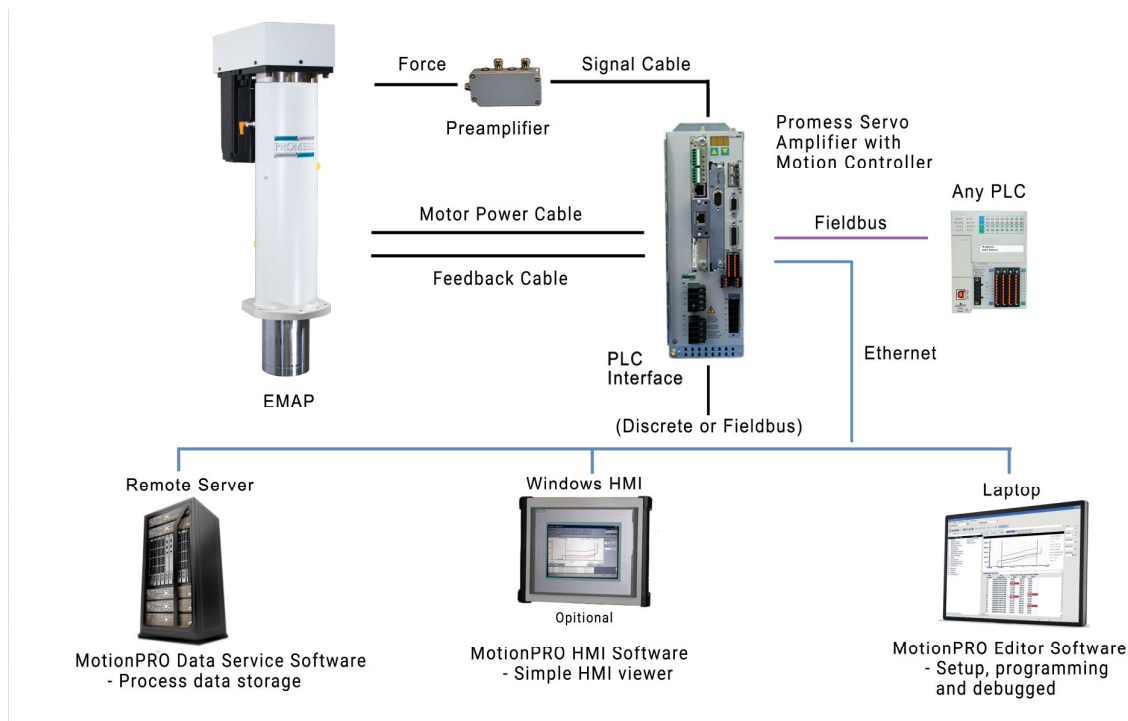 Force
Signal Cable
Preamplifier
Promess Servo
Amplifier with
Motion Controller
PROMESS
Any PLC
Motor Power Cable
Fieldbus
Feedback Cable
Ethernet
PLC
Interface
EMAP
(Discrete or Fieldbus)
Remote Server
Windows HMI
Laptop
Opitional
MotionPRO Data Service Software
- Process data storage
MotionPRO HMI Software
- Simple HMI viewer
MotionPRO Editor Software
- Setup, programming
and debugged